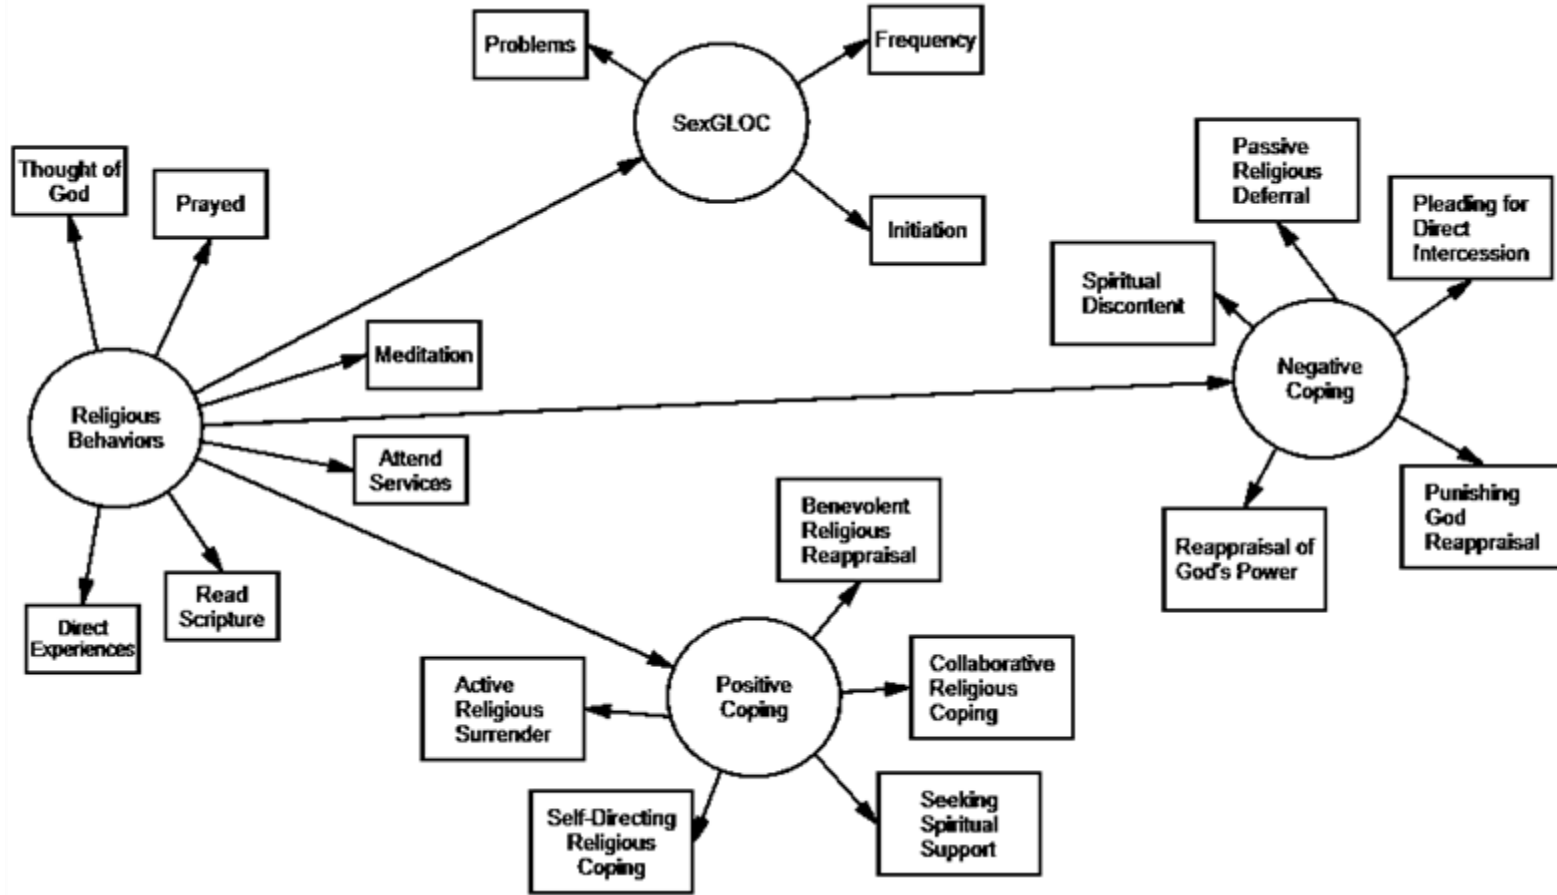 Problems
Frequency
SexGLOC
Initiation
Thought of
God
Prayed
Meditation
Religious
Behaviors
Attend
Services
Read
Scripture
Direct
Experiences
Passive
Religious
Deferral
Pleading for
Direct
Intercession
Spiritual
Discontent
Negative
Coping
Punishing
God
Reappraisal
Reappraisal of
God's Power
Benevolent
Religious
Reappraisal
Positive
Coping
Collaborative
Religious
Coping
Active
Religious
Surrender
Self-Directing
Religious
Coping
Seeking
Spiritual
Support